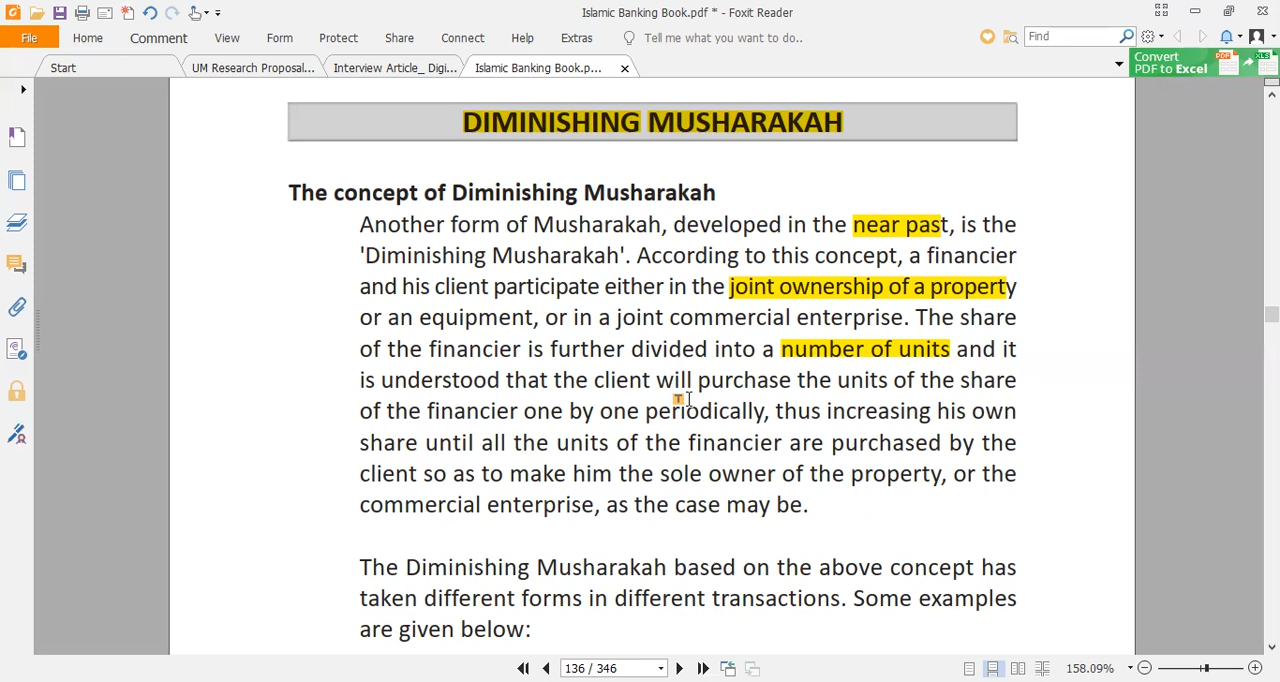 Islamic Banking Book.pdf * - Foxit Reader
File Home Comment View Form Protect Share Connect Help Extras Tell me what you want to do.. Find
Start UM Research Proposal... Interview Article_ Digi... Islamic Banking Book.p...
Convert
PDF to Excel
DIMINISHING MUSHARAKAH
The concept of Diminishing Musharakah
Another form of Musharakah, developed in the near past, is the
'Diminishing Musharakah'. According to this concept, a financier
and his client participate either in the joint ownership of a property
or an equipment, or in a joint commercial enterprise. The share
of the financier is further divided into a number of units and it
is understood that the client will purchase the units of the share
of the financier one by one periodically, thus increasing his own
share until all the units of the financier are purchased by the
client so as to make him the sole owner of the property, or the
commercial enterprise, as the case may be.
The Diminishing Musharakah based on the above concept has
taken different forms in different transactions. Some examples
are given below:
136 / 346
158.09%